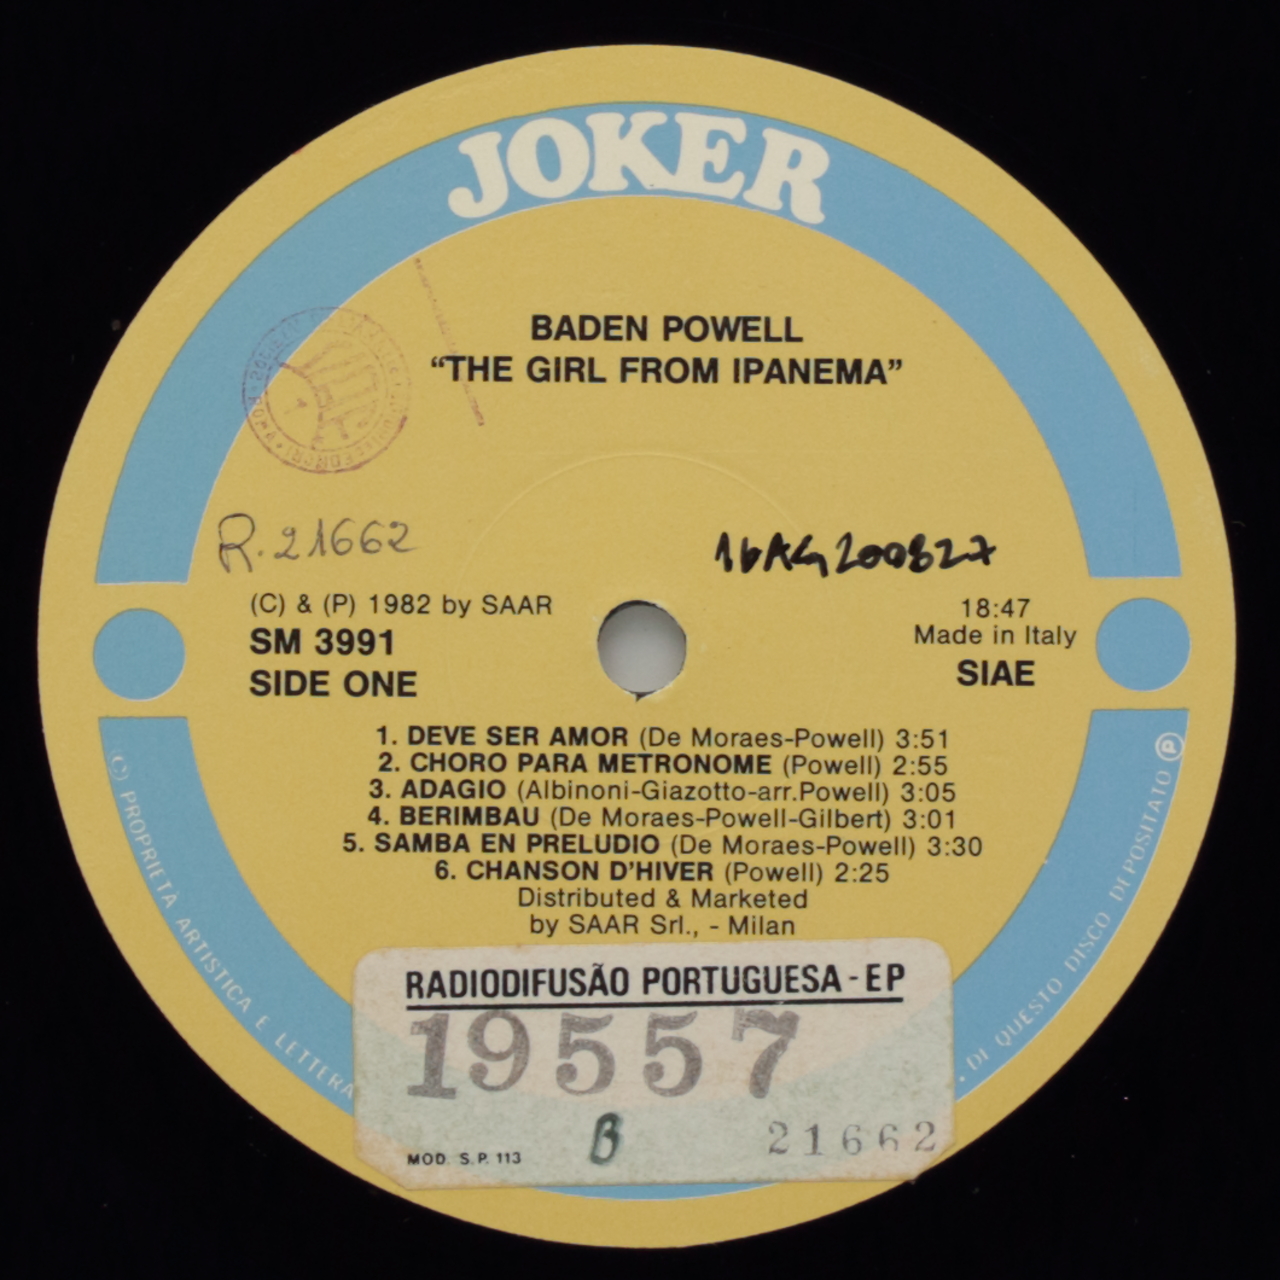 JOKER
BADEN POWELL
“THE GIRL FROM IPANEMA”
R. 21662
(C) & (P) 1982 by SAAR
SM 3991
SIDE ONE
18:47
Made in Italy
SIAE
1. DEVE SER AMOR (De Moraes-Powell) 3:51
2. CHORO PARA METRONOME (Powell) 2:55
3. ADAGIO (Albinoni-Giazotto-arr.Powell) 3:05
4. BERIMBAU (De Moraes-Powell-Gilbert) 3:01
5. SAMBA EN PRELUDIO (De Moraes-Powell) 3:30
6. CHANSON D'HIVER (Powell) 2:25
Distributed & Marketed
by SAAR Srl., - Milan
(C) PROPRIETA ARTISTICA E LETTERA
. DI QUESTO DISCO DEPOSITATO (P)
RADIODIFUSÃO PORTUGUESA - EP
19557
B
21662
MOD. S.P. 113